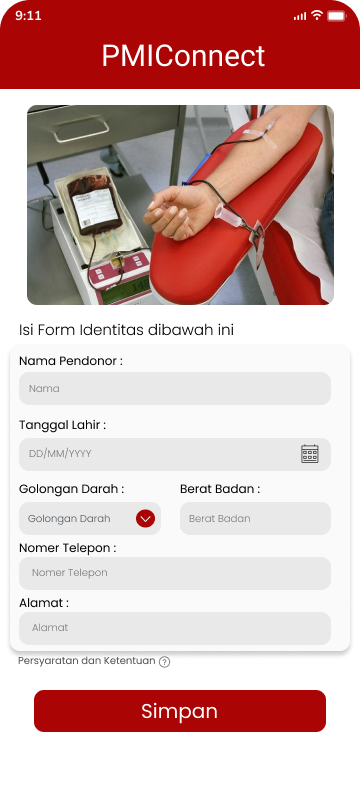 9:11
PMIConnect
Isi Form Identitas dibawah ini
Nama Pendonor :
Nama
Tanggal Lahir :
DD/MM/YYYY
Golongan Darah : Berat Badan :
Golongan Darah Berat Badan
Nomer Telepon :
Nomer Telepon
Alamat :
Alamat
Persyaratan dan Ketentuan ?
Simpan